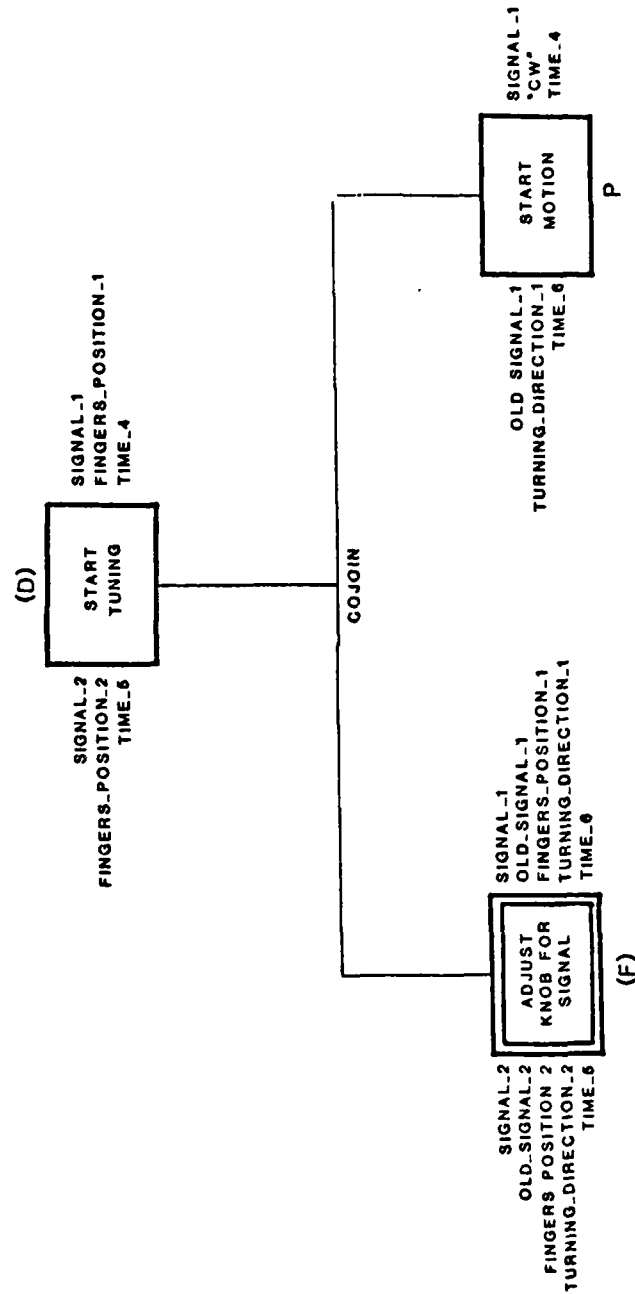 (D)
SIGNAL_2
FINGERS_POSITION_2
TIME_5
START
TUNING
SIGNAL_1
FINGERS_POSITION_1
TIME_4
COJOIN
SIGNAL_2
OLD_SIGNAL_2
FINGERS POSITION 2
TURNING_DIRECTION_2
TIME_5
ADJUST
KNOB FOR
SIGNAL
SIGNAL_1
OLD_SIGNAL_1
FINGERS_POSITION_1
TURNING_DIRECTION_1
TIME_6
(F)
OLD SIGNAL_1
TURNING_DIRECTION_1
TIME_6
START
MOTION
SIGNAL_1
"CW"
TIME_4
P